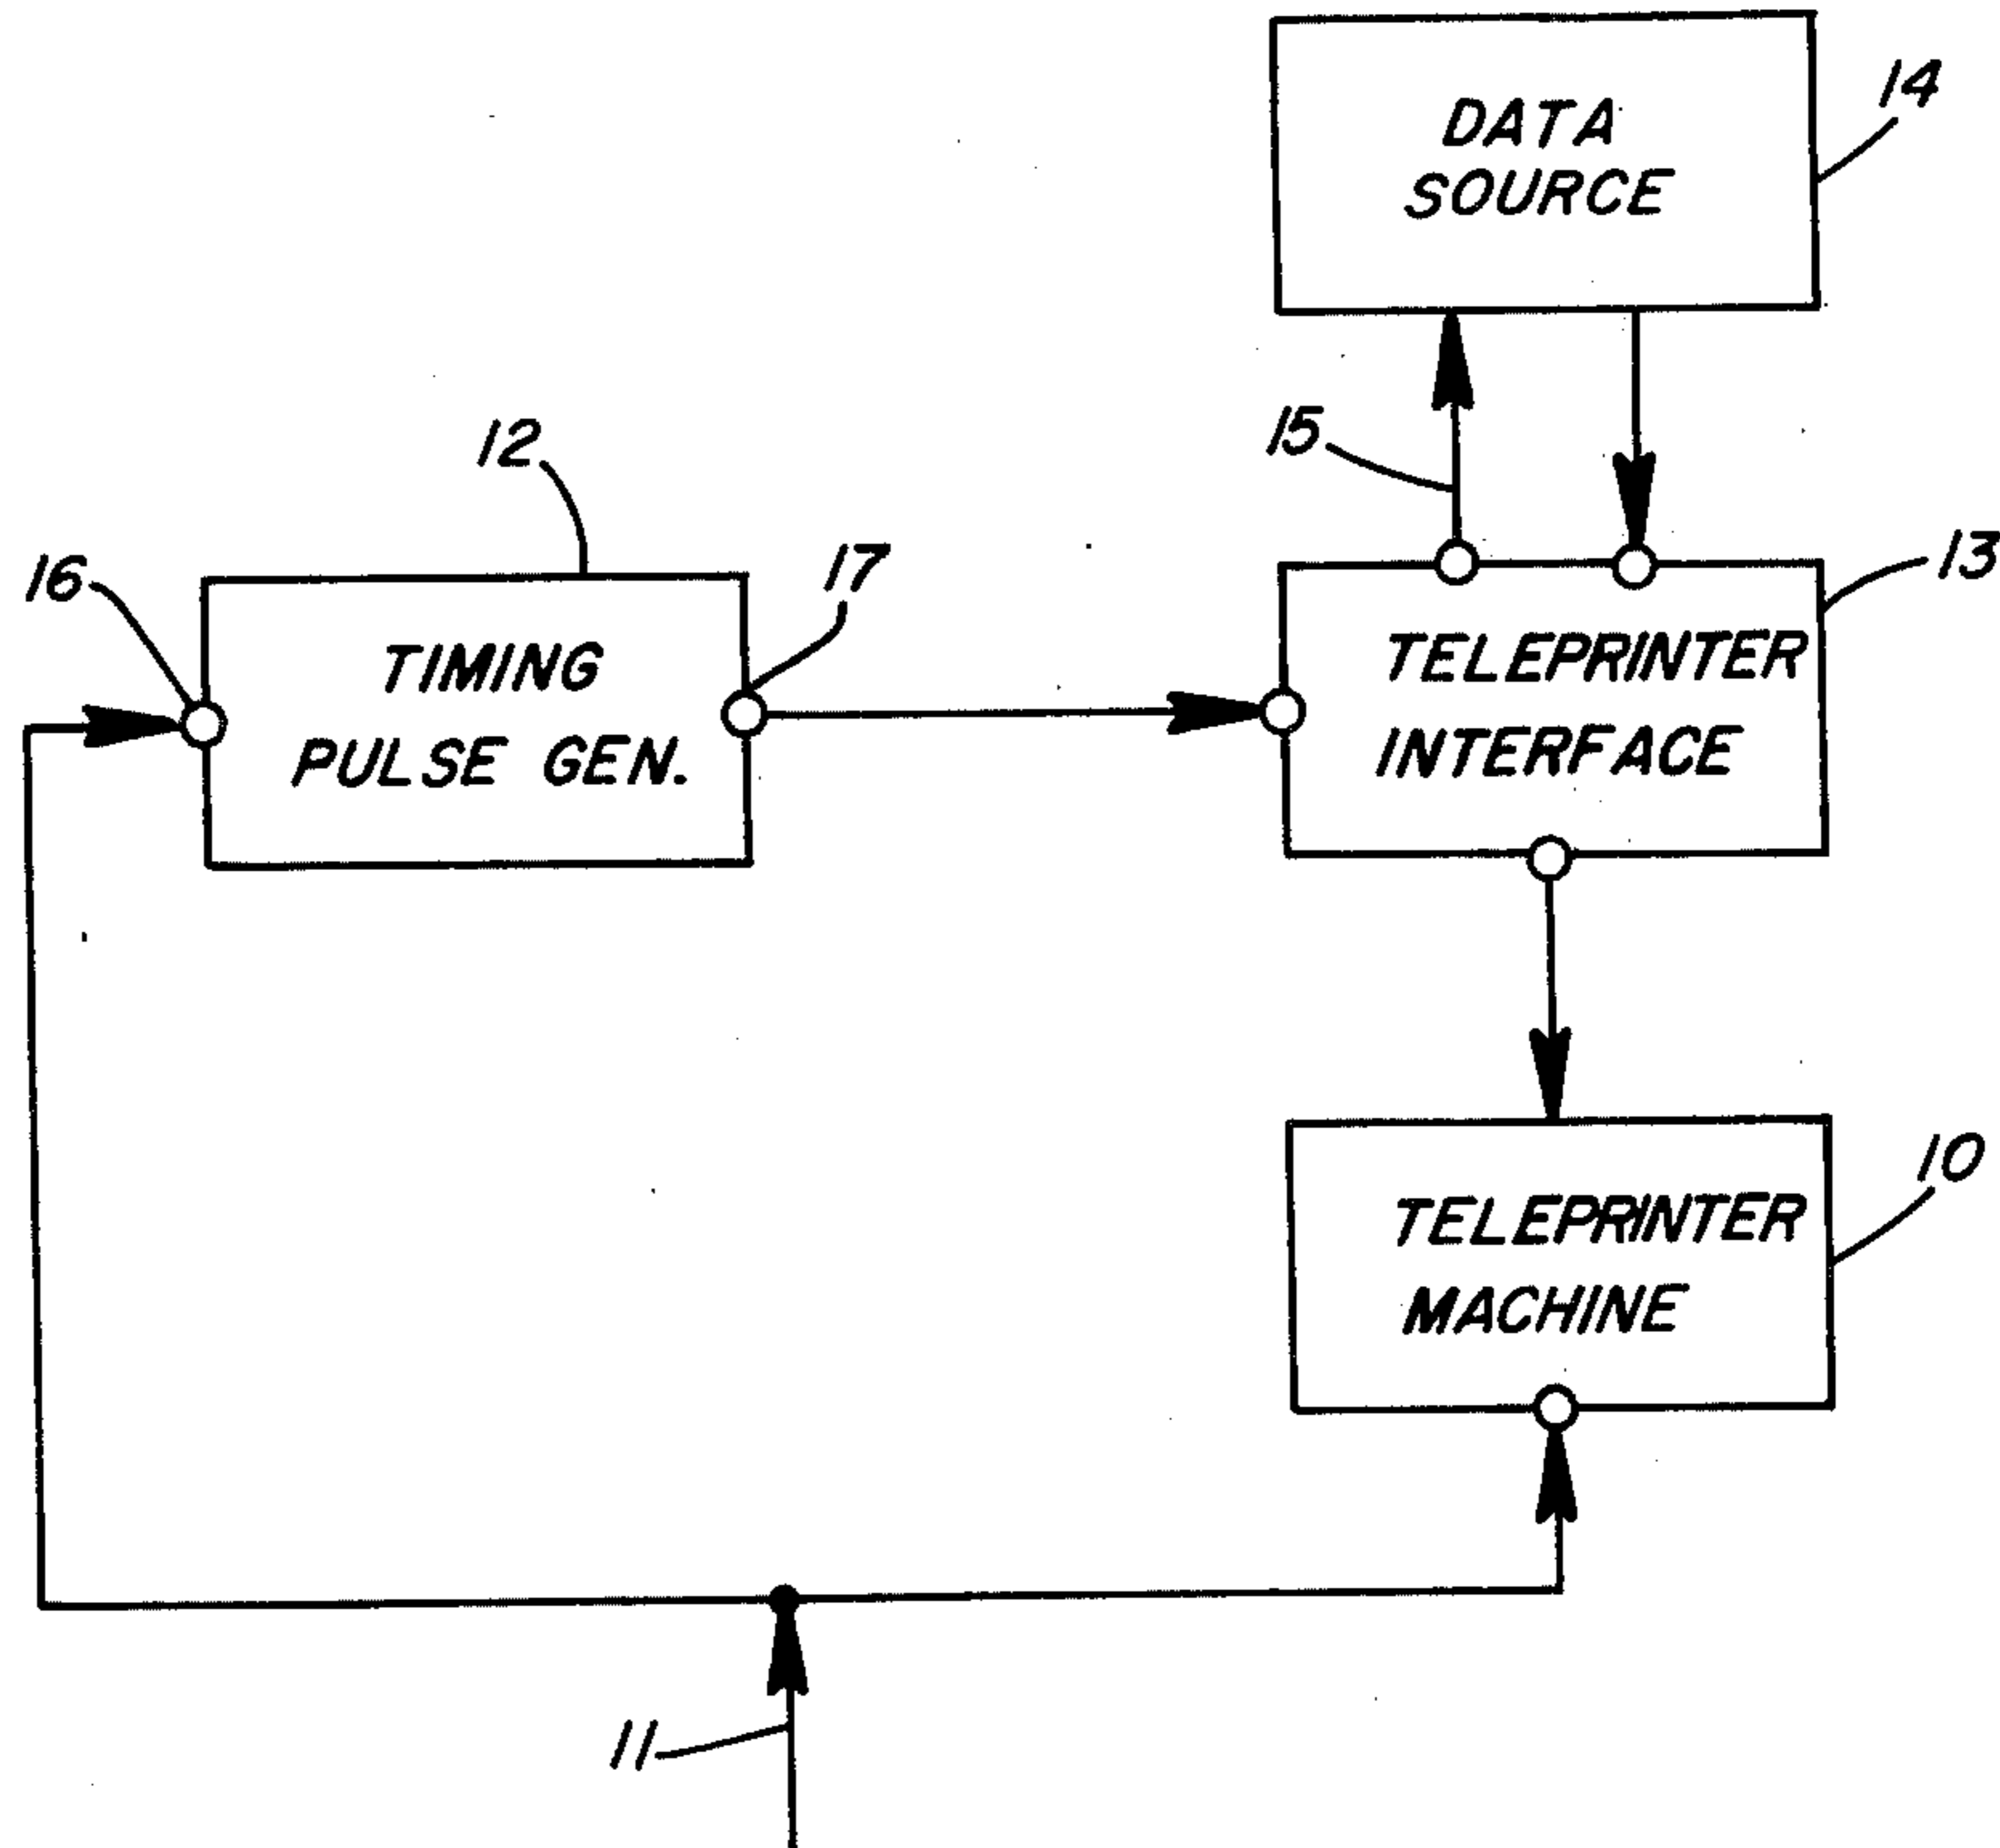 DATA
SOURCE
14
15
12
16
17
13
TIMING
PULSE GEN.
TELEPRINTER
INTERFACE
10
TELEPRINTER
MACHINE
11